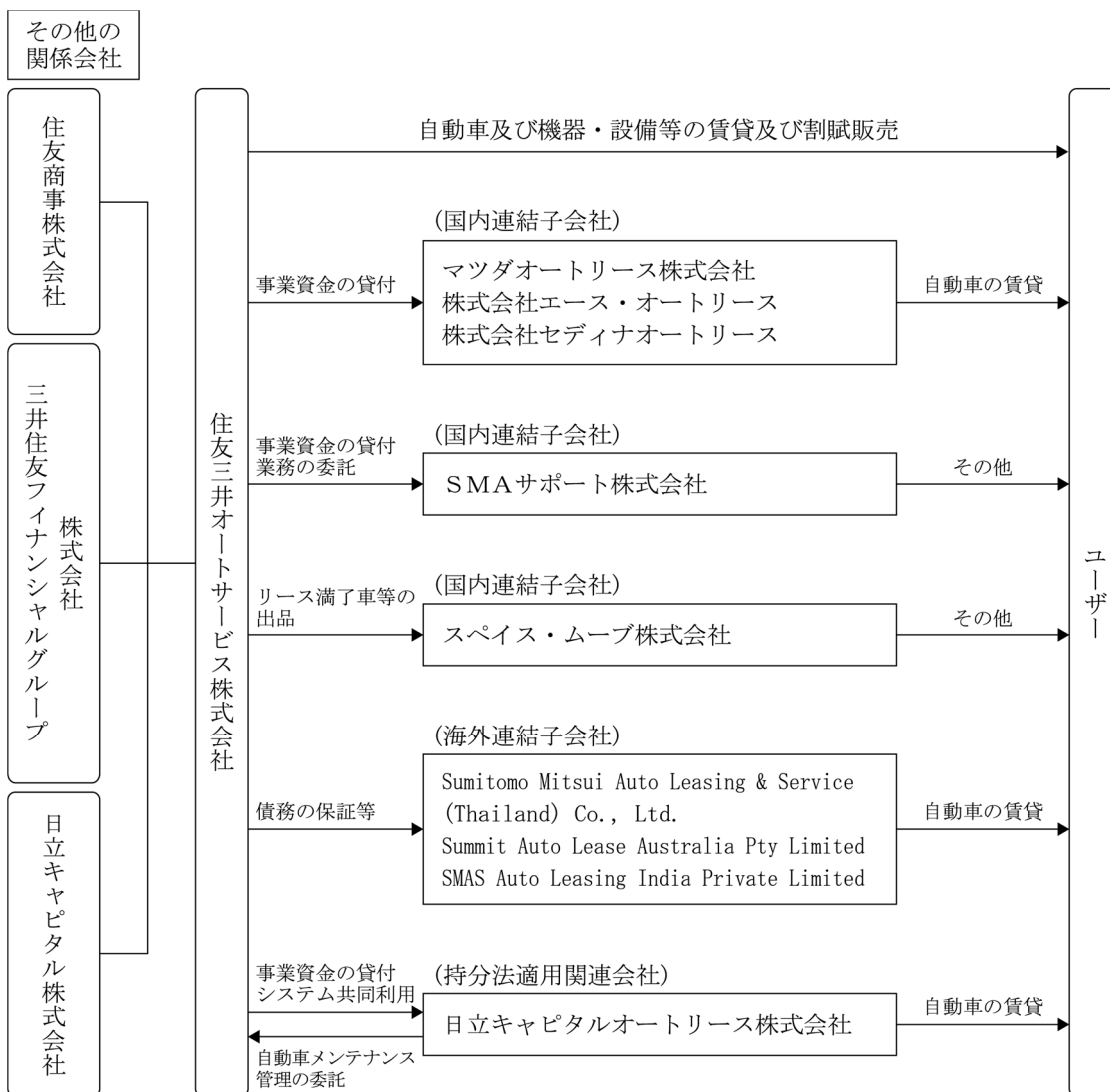 その他の
関係会社
住友商事株式会社
三井住友フィナンシャルグループ
株式会社
日立キャピタル株式会社
住友三井オートサービス株式会社
自動車及び機器・設備等の賃貸及び割賦販売
(国内連結子会社)
事業資金の貸付
マツダオートリース株式会社
株式会社エース・オートリース
株式会社セディナオートリース
自動車の賃貸
(国内連結子会社)
事業資金の貸付
業務の委託
ＳＭＡサポート株式会社
その他
(国内連結子会社)
リース満了車等の
出品
スペイス・ムーブ株式会社
その他
(海外連結子会社)
債務の保証等
Sumitomo Mitsui Auto Leasing & Service
(Thailand) Co., Ltd.
Summit Auto Lease Australia Pty Limited
SMAS Auto Leasing India Private Limited
自動車の賃貸
(持分法適用関連会社)
事業資金の貸付
システム共同利用
日立キャピタルオートリース株式会社
自動車の賃貸
自動車メンテナンス
管理の委託
ユーザー